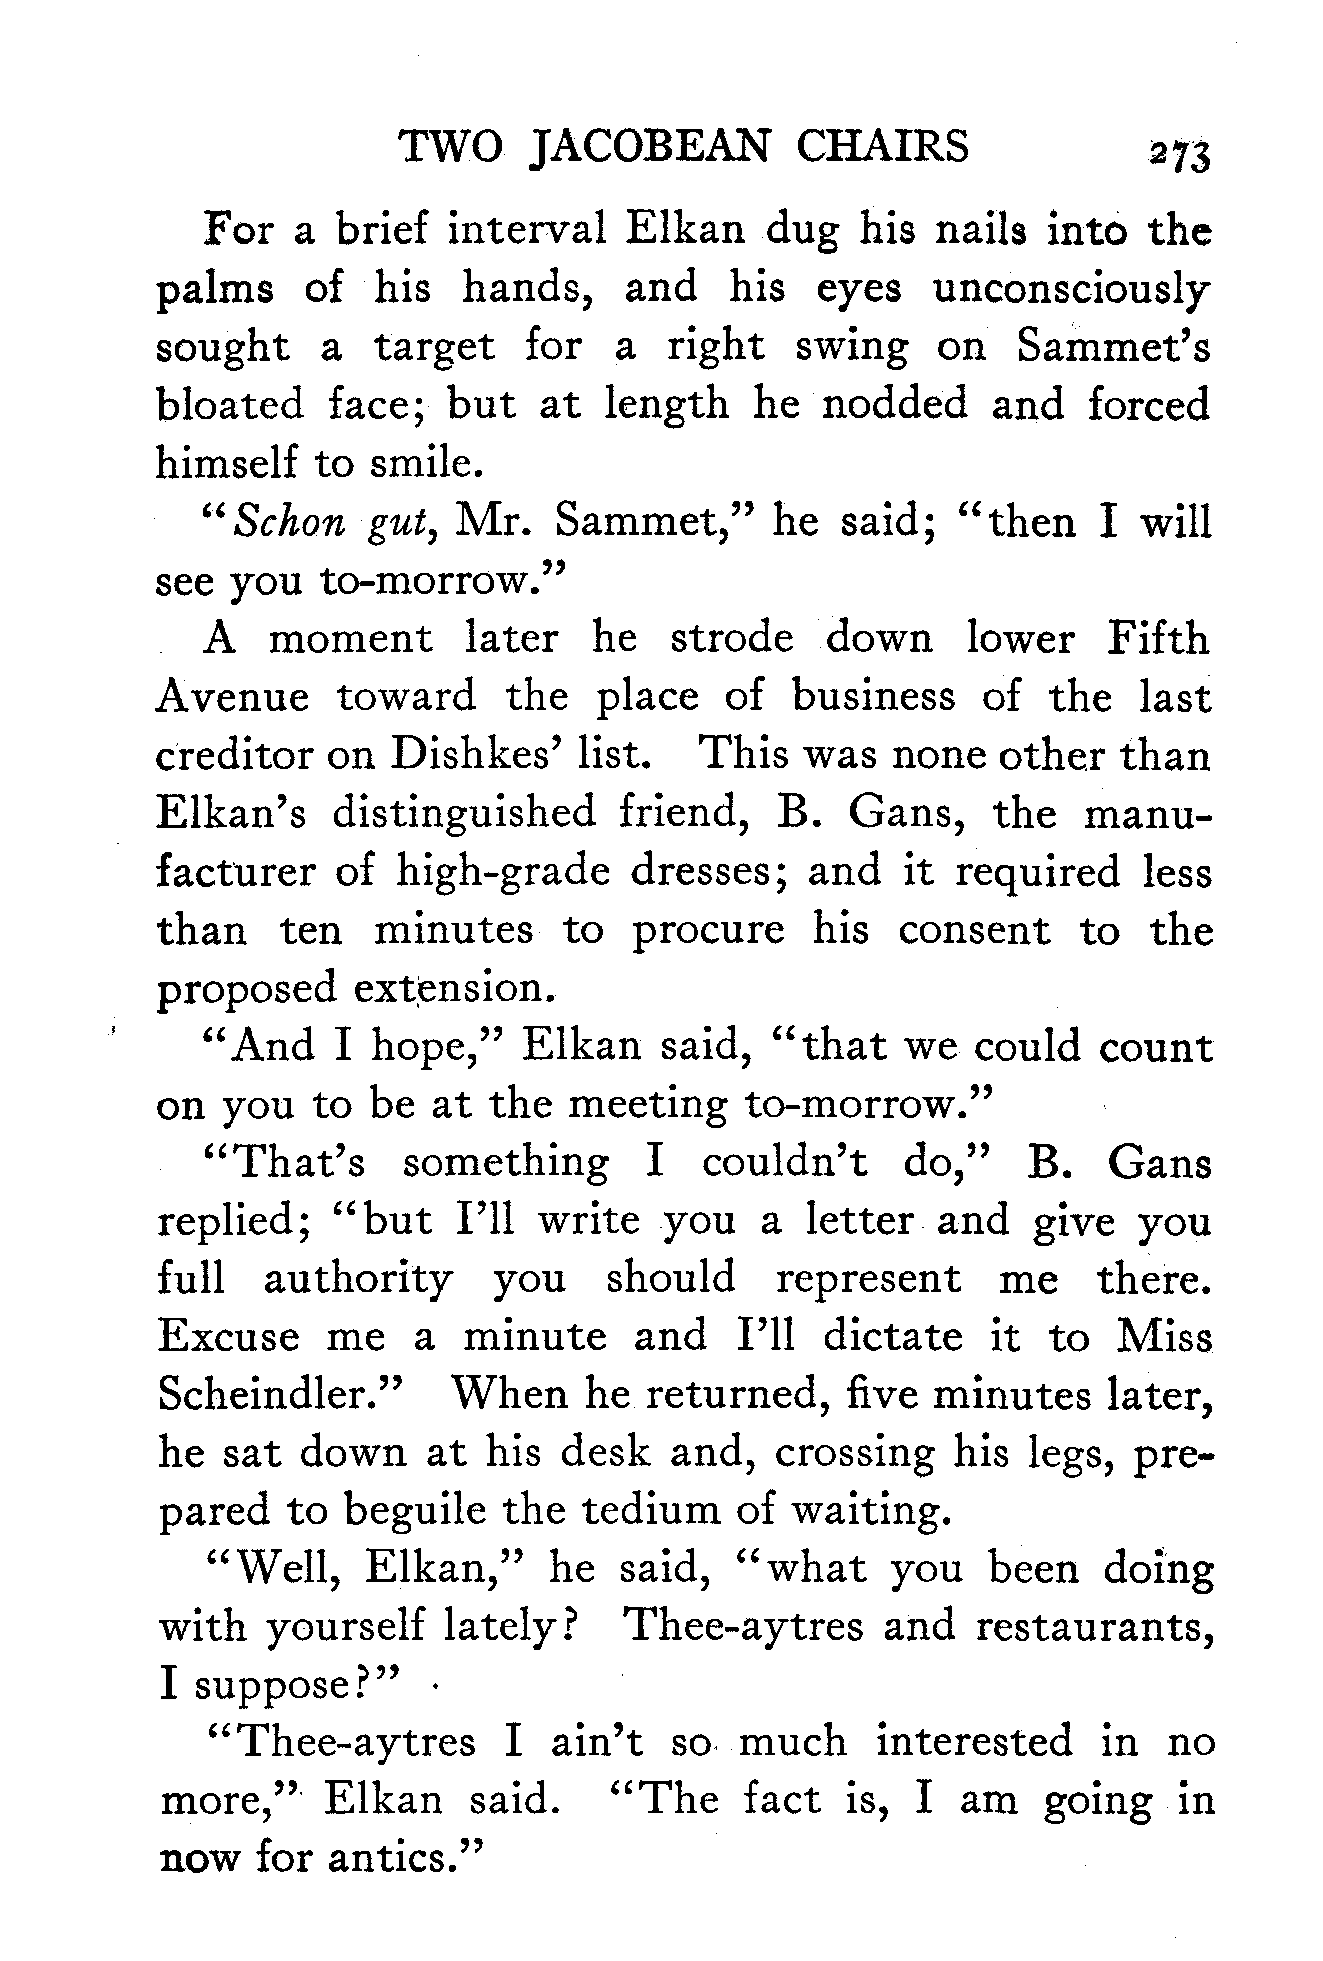 TWO JACOBEAN CHAIRS 273
For a brief interval Elkan dug his nails into the
palms of his hands, and his eyes unconsciously
sought a target for a right swing on Sammet's
bloated face; but at length he nodded and forced
himself to smile.
"Schon gut, Mr. Sammet," he said; "then I will
see you to-morrow."
A moment later he strode down lower Fifth
Avenue toward the place of business of the last
creditor on Dishkes' list. This was none other than
Elkan's distinguished friend, B. Gans, the manu-
facturer of high-grade dresses; and it required less
than ten minutes to procure his consent to the
proposed extension.
"And I hope," Elkan said, "that we could count
on you to be at the meeting to-morrow."
"That's something I couldn't do," B. Gans
replied; "but I'll write you a letter and give you
full authority you should represent me there.
Excuse me a minute and I'll dictate it to Miss
Scheindler." When he returned, five minutes later,
he sat down at his desk and, crossing his legs, pre-
pared to beguile the tedium of waiting.
"Well, Elkan," he said, "what you been doing
with yourself lately? Thee-aytres and restaurants,
I suppose?"
"Thee-aytres I ain't so much interested in no
more," Elkan said. "The fact is, I am going in
now for antics."